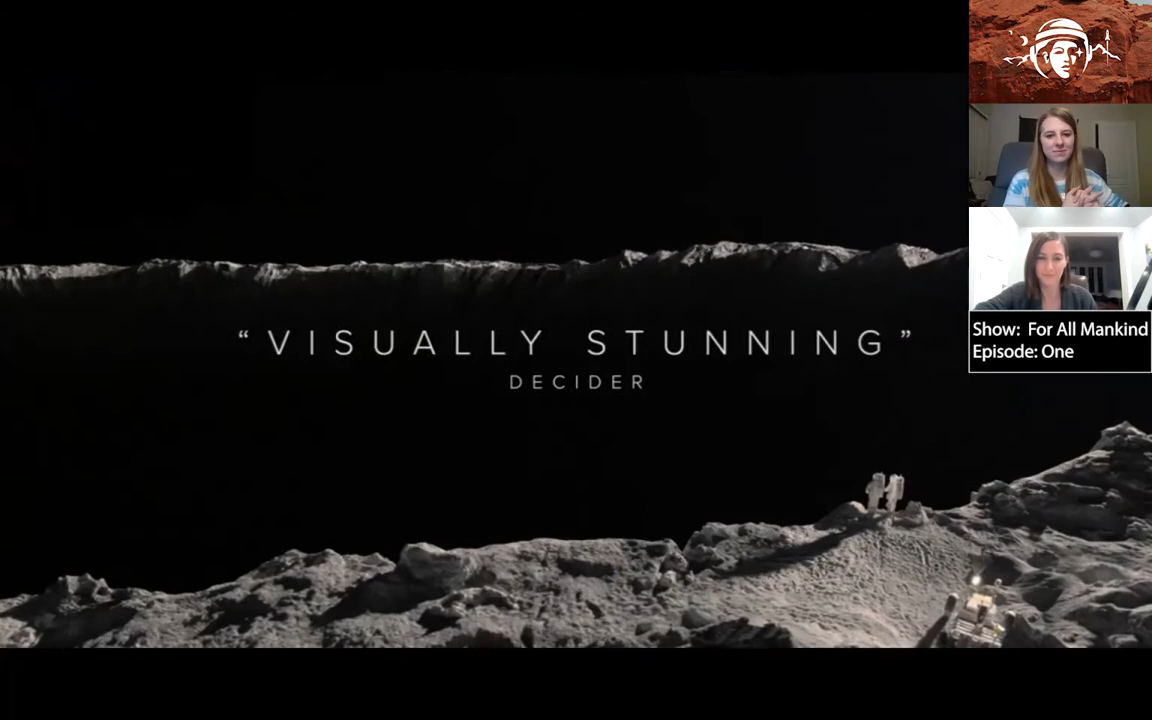 “VISUALLY STUNNING”
DECIDER
Show: For All Mankind
Episode: One